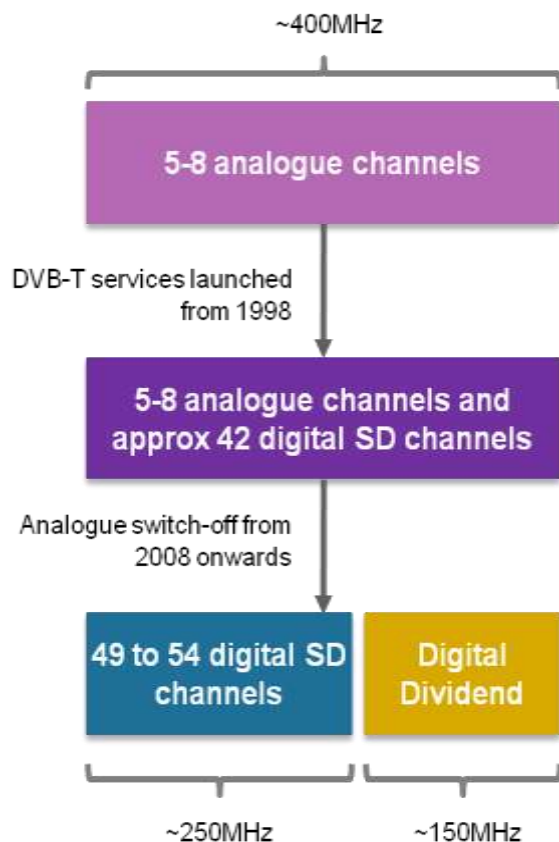 ~400MHz
5-8 analogue channels
DVB-T services launched
from 1998
5-8 analogue channels and
approx 42 digital SD channels
Analogue switch-off from
2008 onwards
49 to 54 digital SD
channels
Digital
Dividend
~250MHz
~150MHz